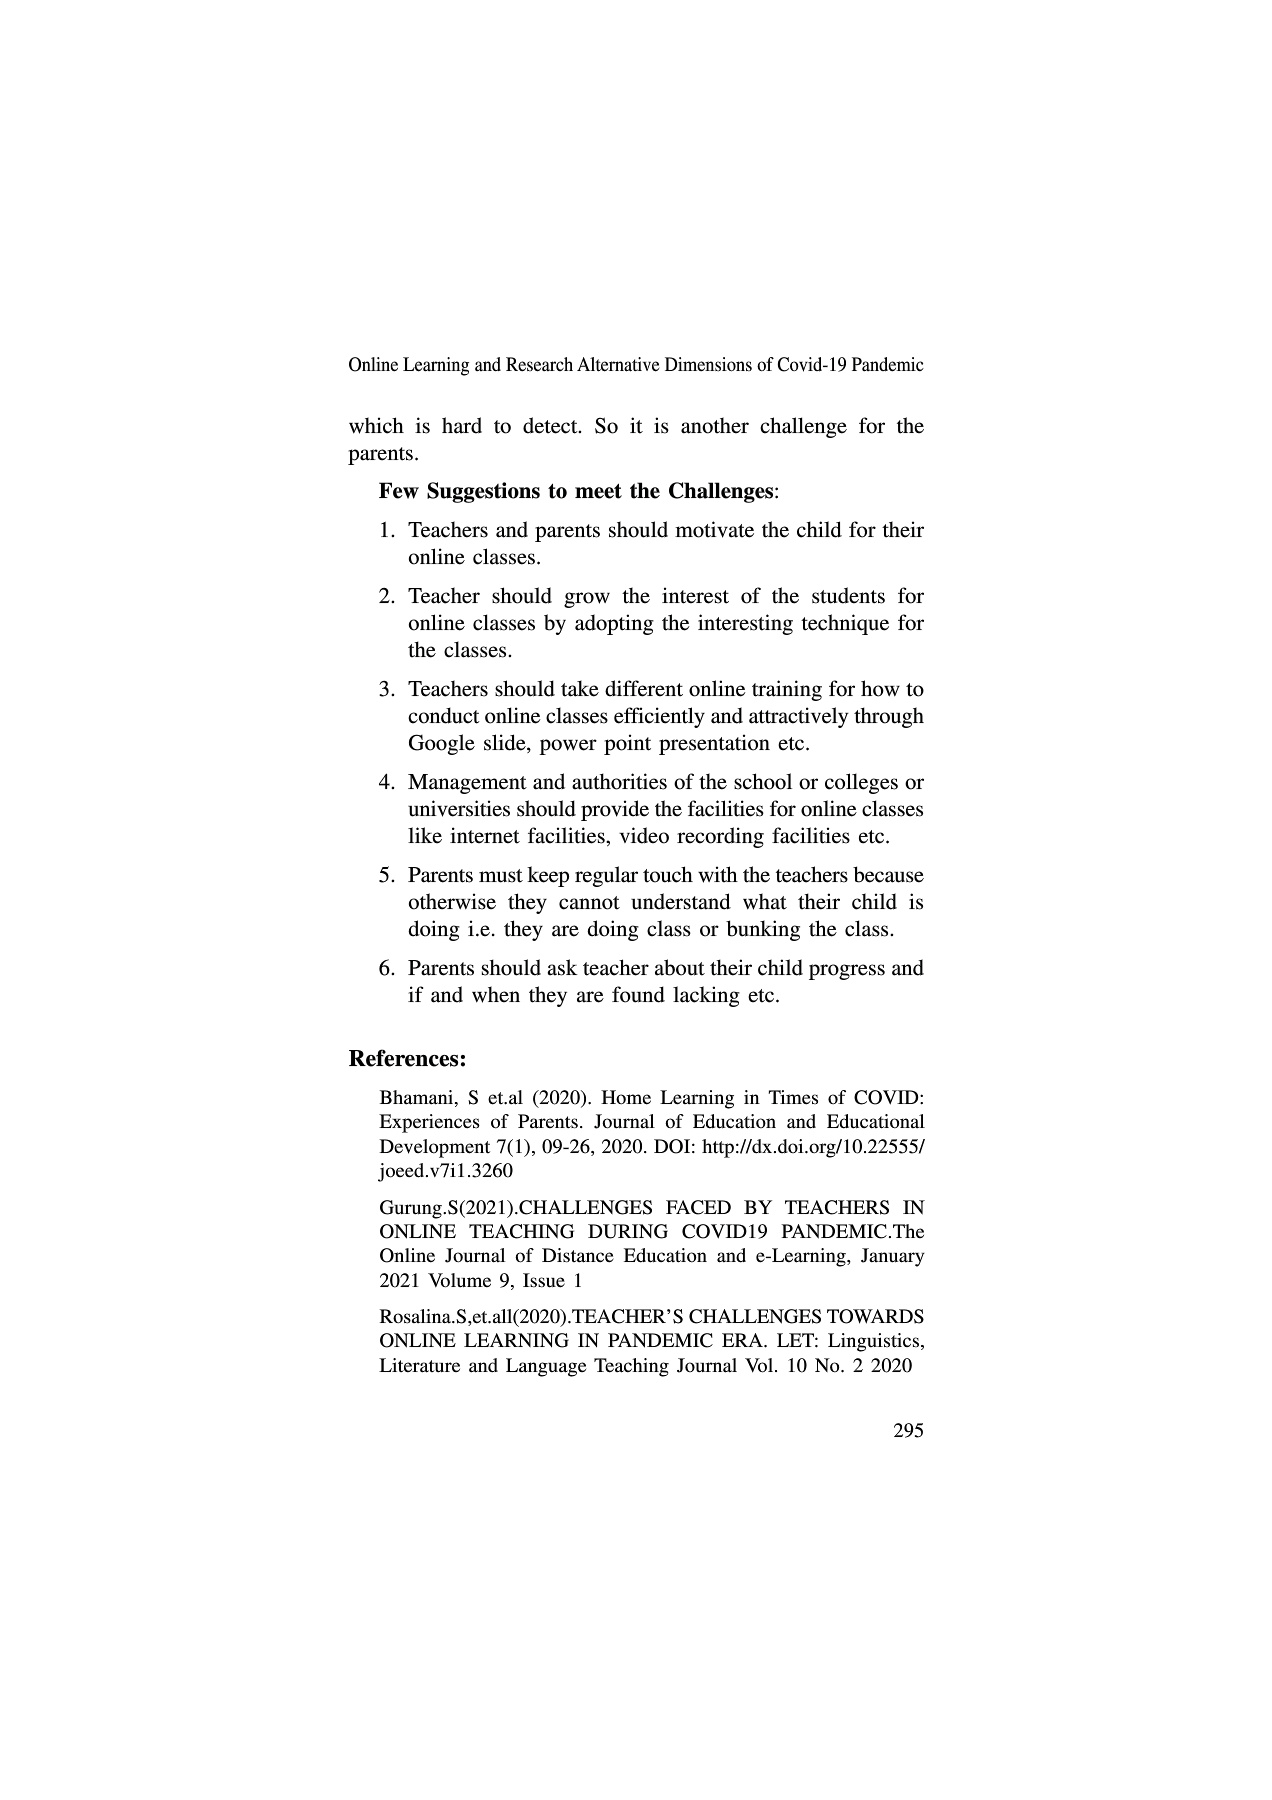 Online Learning and Research Alternative Dimensions of Covid-19 Pandemic
which is hard to detect. So it is another challenge for the
parents.
Few Suggestions to meet the Challenges:
1. Teachers and parents should motivate the child for their
online classes.
2. Teacher should grow the interest of the students for
online classes by adopting the interesting technique for
the classes.
3. Teachers should take different online training for how to
conduct online classes efficiently and attractively through
Google slide, power point presentation etc.
4. Management and authorities of the school or colleges or
universities should provide the facilities for online classes
like internet facilities, video recording facilities etc.
5. Parents must keep regular touch with the teachers because
otherwise they cannot understand what their child is
doing i.e. they are doing class or bunking the class.
6. Parents should ask teacher about their child progress and
if and when they are found lacking etc.
References:
Bhamani, S et.al (2020). Home Learning in Times of COVID:
Experiences of Parents. Journal of Education and Educational
Development 7(1), 09-26, 2020. DOI: http://dx.doi.org/10.22555/
joeed.v7i1.3260
Gurung.S(2021).CHALLENGES FACED BY TEACHERS IN
ONLINE TEACHING DURING COVID19 PANDEMIC.The
Online Journal of Distance Education and e-Learning, January
2021 Volume 9, Issue 1
Rosalina.S,et.all(2020).TEACHER'S CHALLENGES TOWARDS
ONLINE LEARNING IN PANDEMIC ERA. LET: Linguistics,
Literature and Language Teaching Journal Vol. 10 No. 2 2020
295